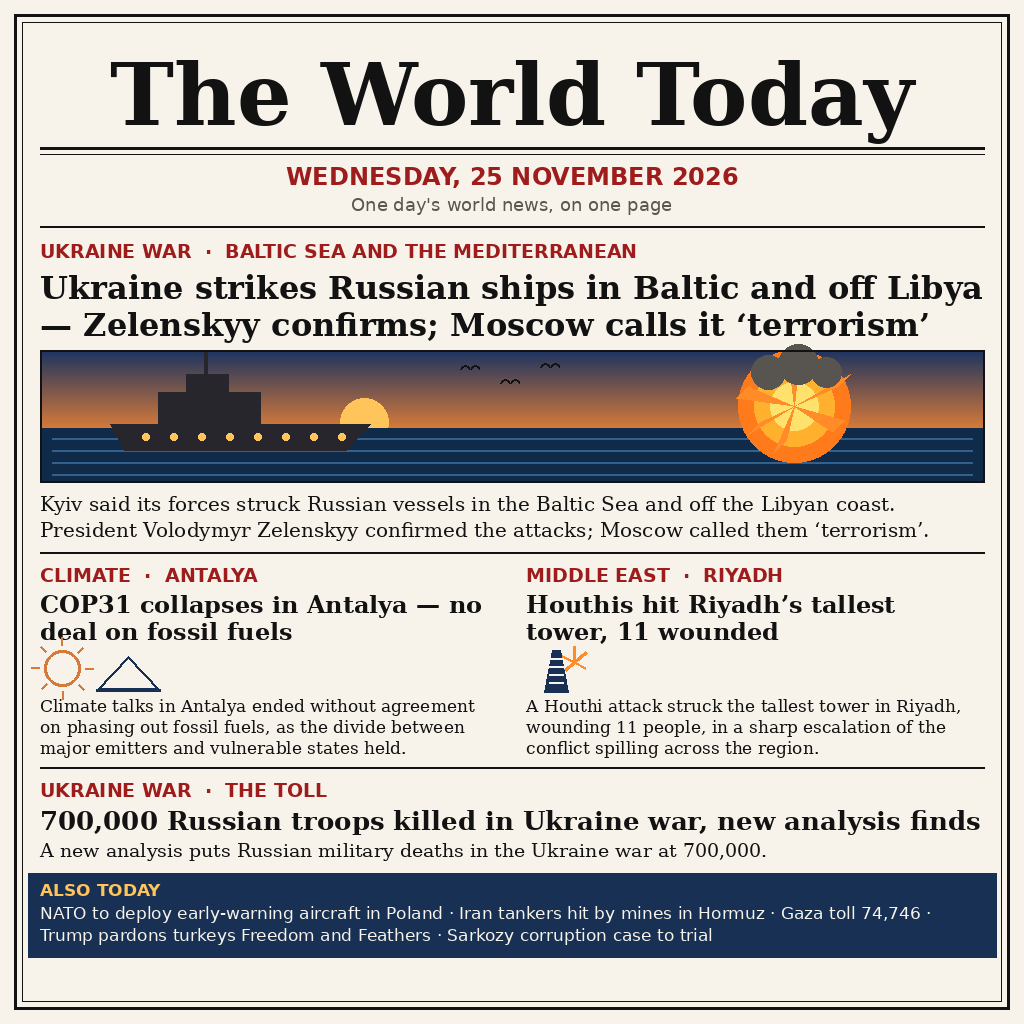 The World Today
WEDNESDAY, 25 NOVEMBER 2026
One day's world news, on one page
UKRAINE WAR · BALTIC SEA AND THE MEDITERRANEAN
Ukraine strikes Russian ships in Baltic and off Libya
— Zelenskyy confirms; Moscow calls it ‘terrorism’
Kyiv said its forces struck Russian vessels in the Baltic Sea and off the Libyan coast.
President Volodymyr Zelenskyy confirmed the attacks; Moscow called them ‘terrorism’.
CLIMATE · ANTALYA
COP31 collapses in Antalya — no
deal on fossil fuels
Climate talks in Antalya ended without agreement
on phasing out fossil fuels, as the divide between
major emitters and vulnerable states held.
MIDDLE EAST · RIYADH
Houthis hit Riyadh’s tallest
tower, 11 wounded
A Houthi attack struck the tallest tower in Riyadh,
wounding 11 people, in a sharp escalation of the
conflict spilling across the region.
UKRAINE WAR · THE TOLL
700,000 Russian troops killed in Ukraine war, new analysis finds
A new analysis puts Russian military deaths in the Ukraine war at 700,000.
ALSO TODAY
NATO to deploy early-warning aircraft in Poland · Iran tankers hit by mines in Hormuz · Gaza toll 74,746 ·
Trump pardons turkeys Freedom and Feathers · Sarkozy corruption case to trial